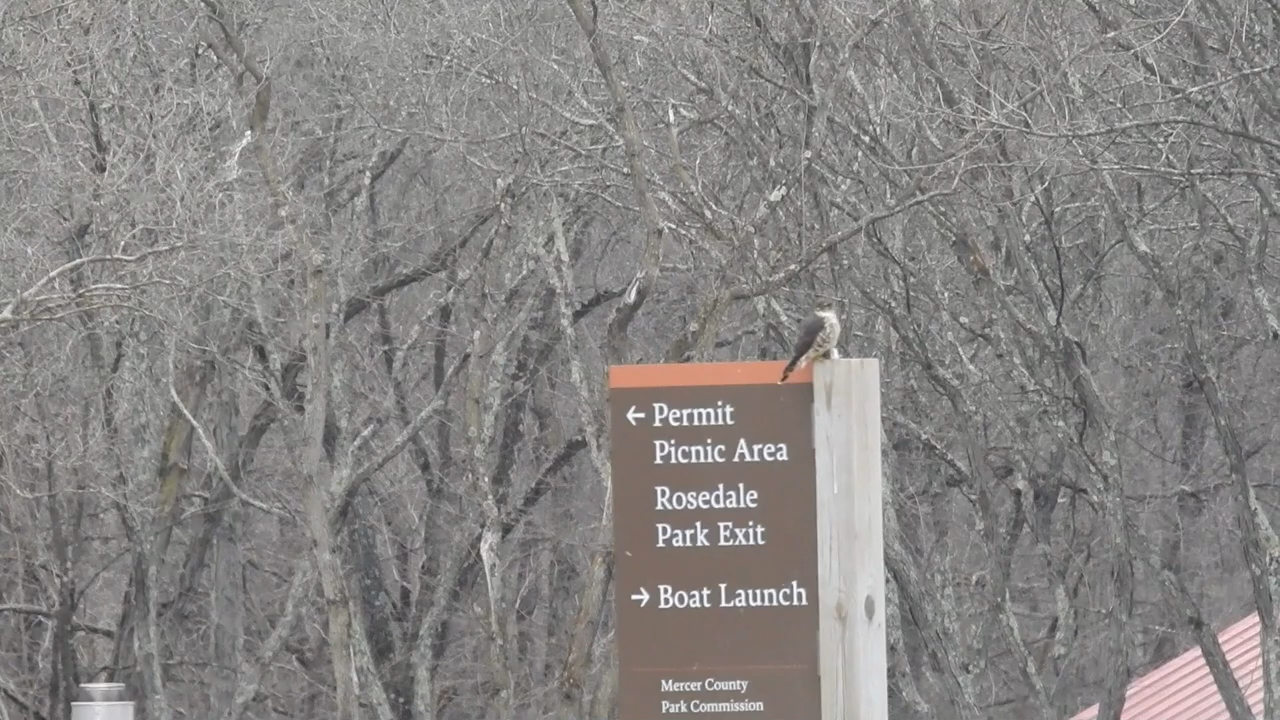 ← Permit
Picnic Area
Rosedale
Park Exit
→ Boat Launch
Mercer County
Park Commission